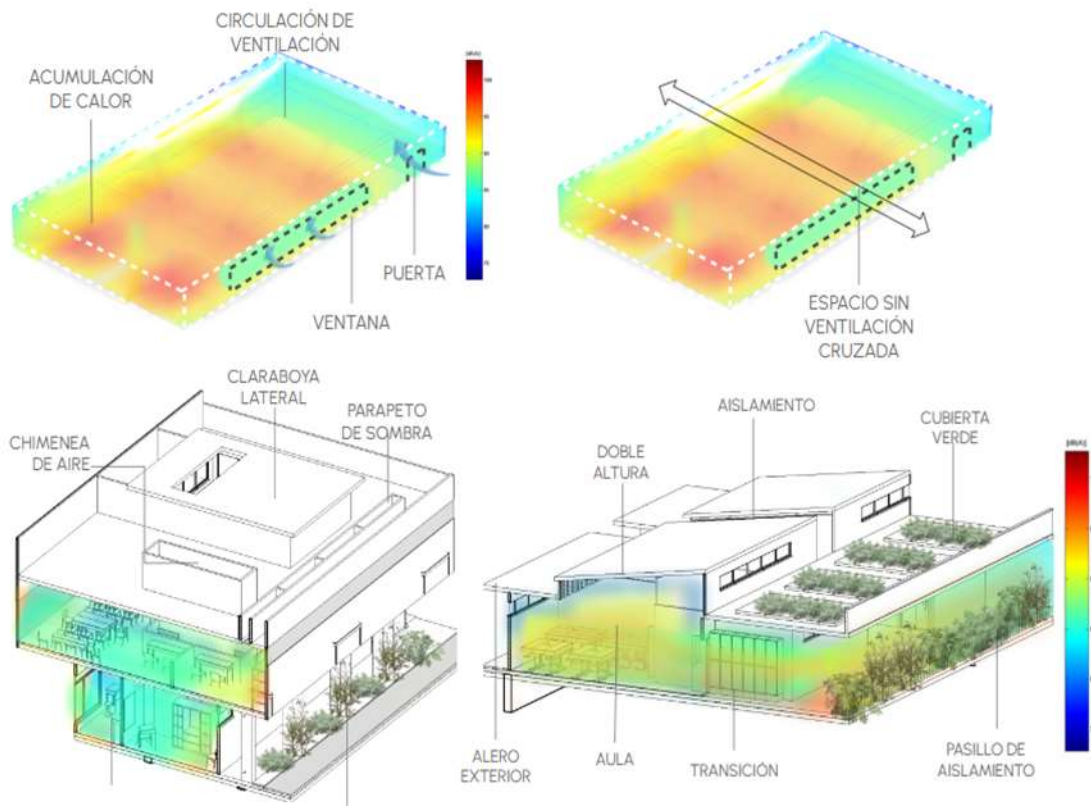 CIRCULACIÓN DE
VENTILACIÓN
ACUMULACIÓN
DE CALOR
PUERTA
VENTANA
ESPACIO SIN
VENTILACIÓN
CRUZADA
CLARABOYA
LATERAL
PARAPETO
DE SOMBRA
CHIMENEA
DE AIRE
AISLAMIENTO
CUBIERTA
VERDE
DOBLE
ALTURA
ALERO
EXTERIOR
AULA
TRANSICIÓN
PASILLO DE
AISLAMIENTO